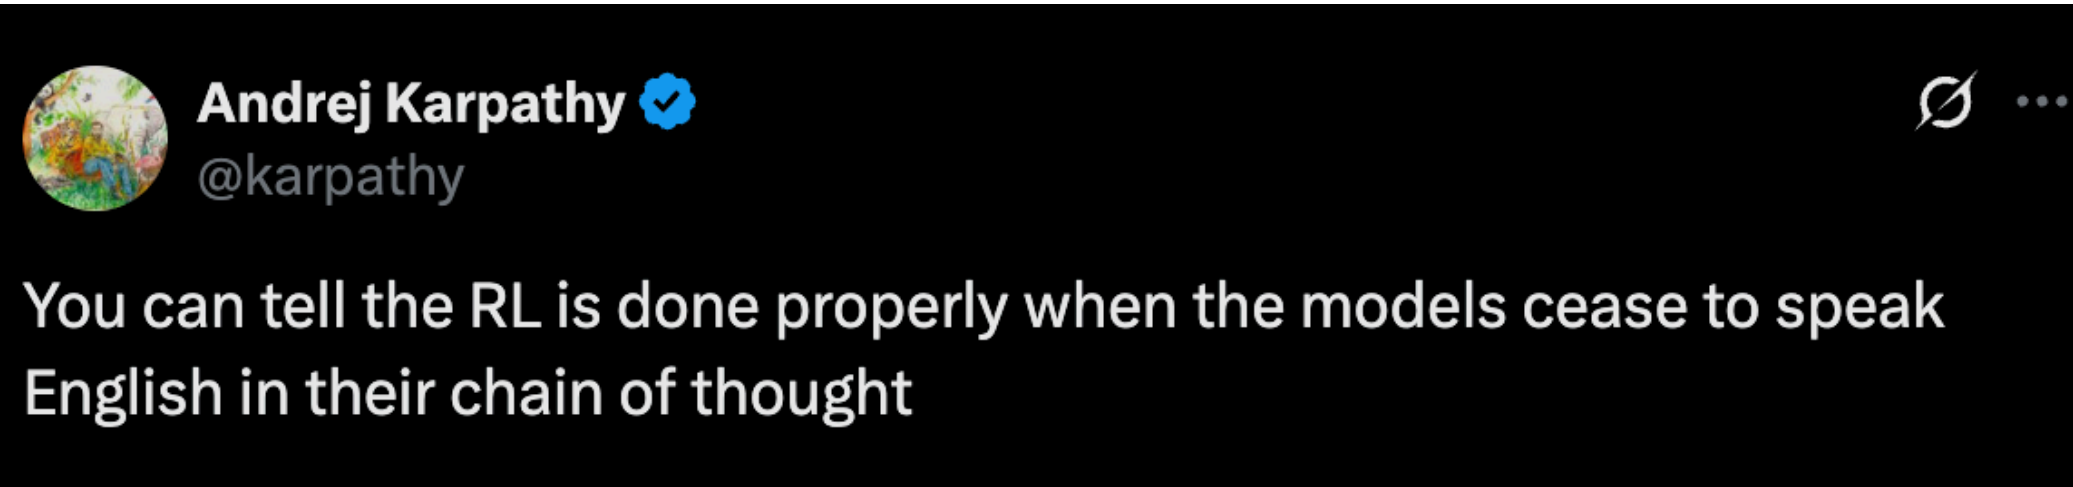 Andrej Karpathy
@karpathy
You can tell the RL is done properly when the models cease to speak
English in their chain of thought